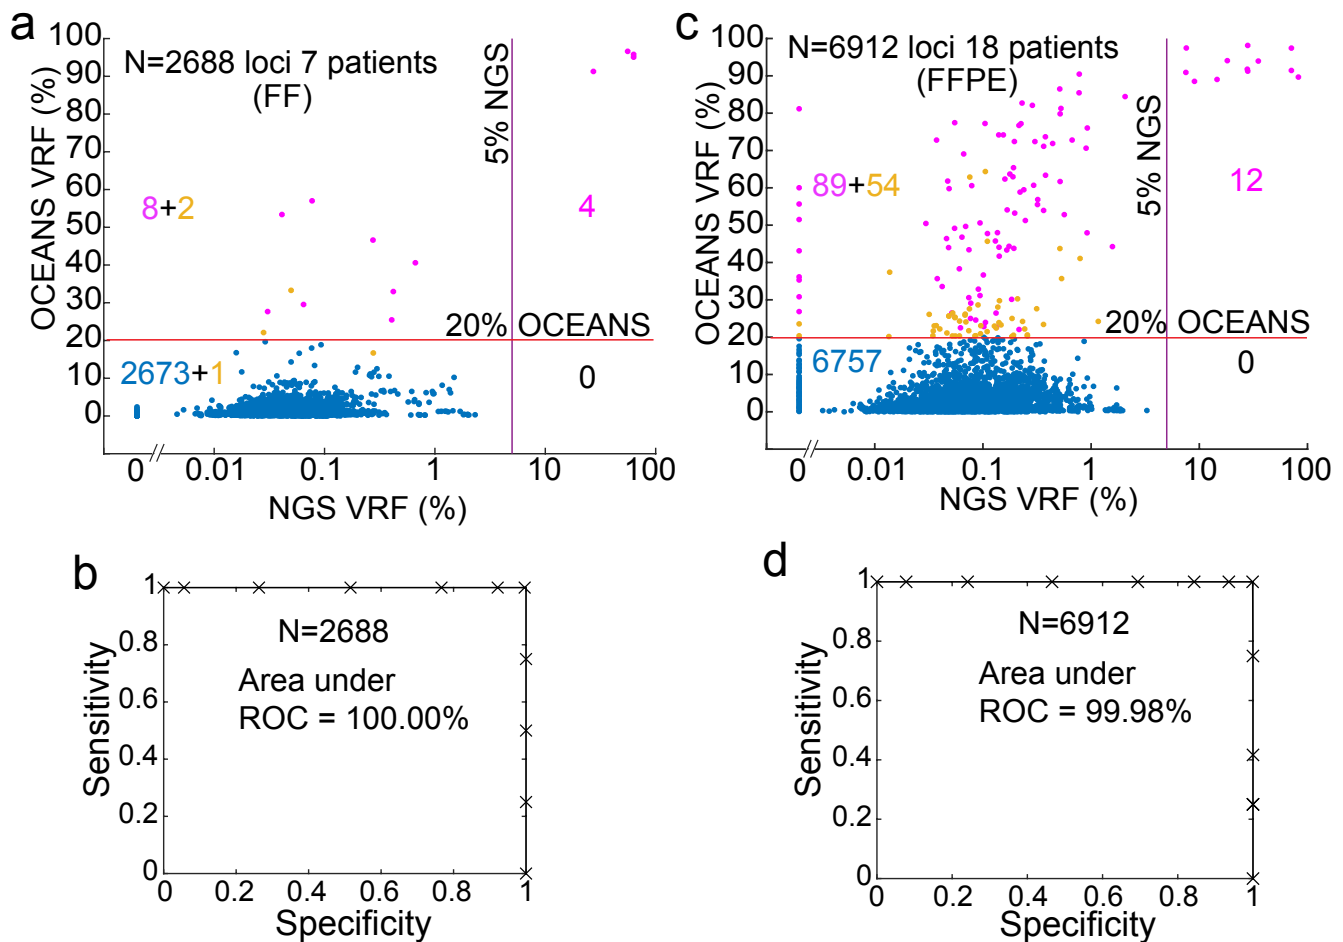 a
N=2688 loci 7 patients
(FF)
OCEANS VRF (%)
100
90
80
70
60
50
40
30
20
10
0
5% NGS
8+2
4
20% OCEANS
2673+1
0
0
0.01
0.1
1
10
100
NGS VRF (%)
c
N=6912 loci 18 patients
(FFPE)
OCEANS VRF (%)
100
90
80
70
60
50
40
30
20
10
0
5% NGS
89+54
12
20% OCEANS
6757
0
0
0.01
0.1
1
10
100
NGS VRF (%)
b
Sensitivity
1
0.8
0.6
0.4
0.2
0
N=2688
Area under
ROC = 100.00%
0
0.2
0.4
0.6
0.8
1
Specificity
d
Sensitivity
1
0.8
0.6
0.4
0.2
0
N=6912
Area under
ROC = 99.98%
0
0.2
0.4
0.6
0.8
1
Specificity